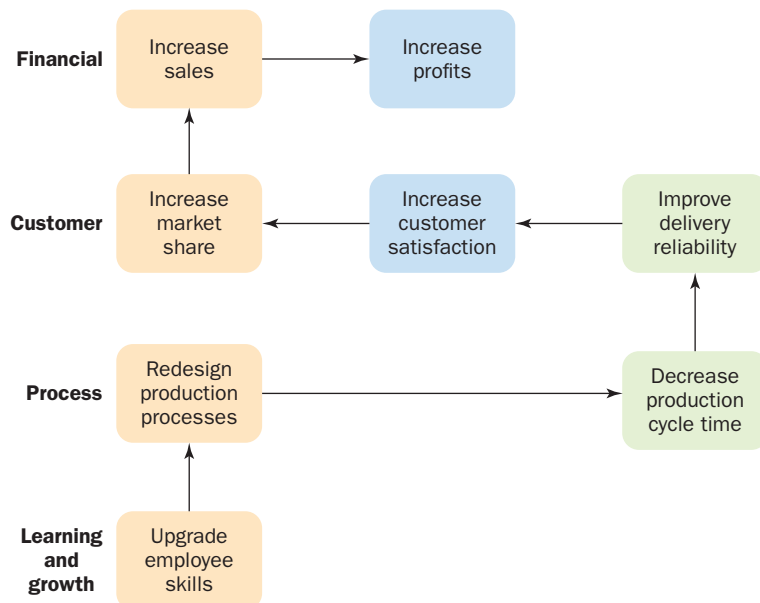 Financial
Increase
sales
Increase
profits
Customer
Increase
market
share
Increase
customer
satisfaction
Improve
delivery
reliability
Process
Redesign
production
processes
Decrease
production
cycle time
Learning
and
growth
Upgrade
employee
skills